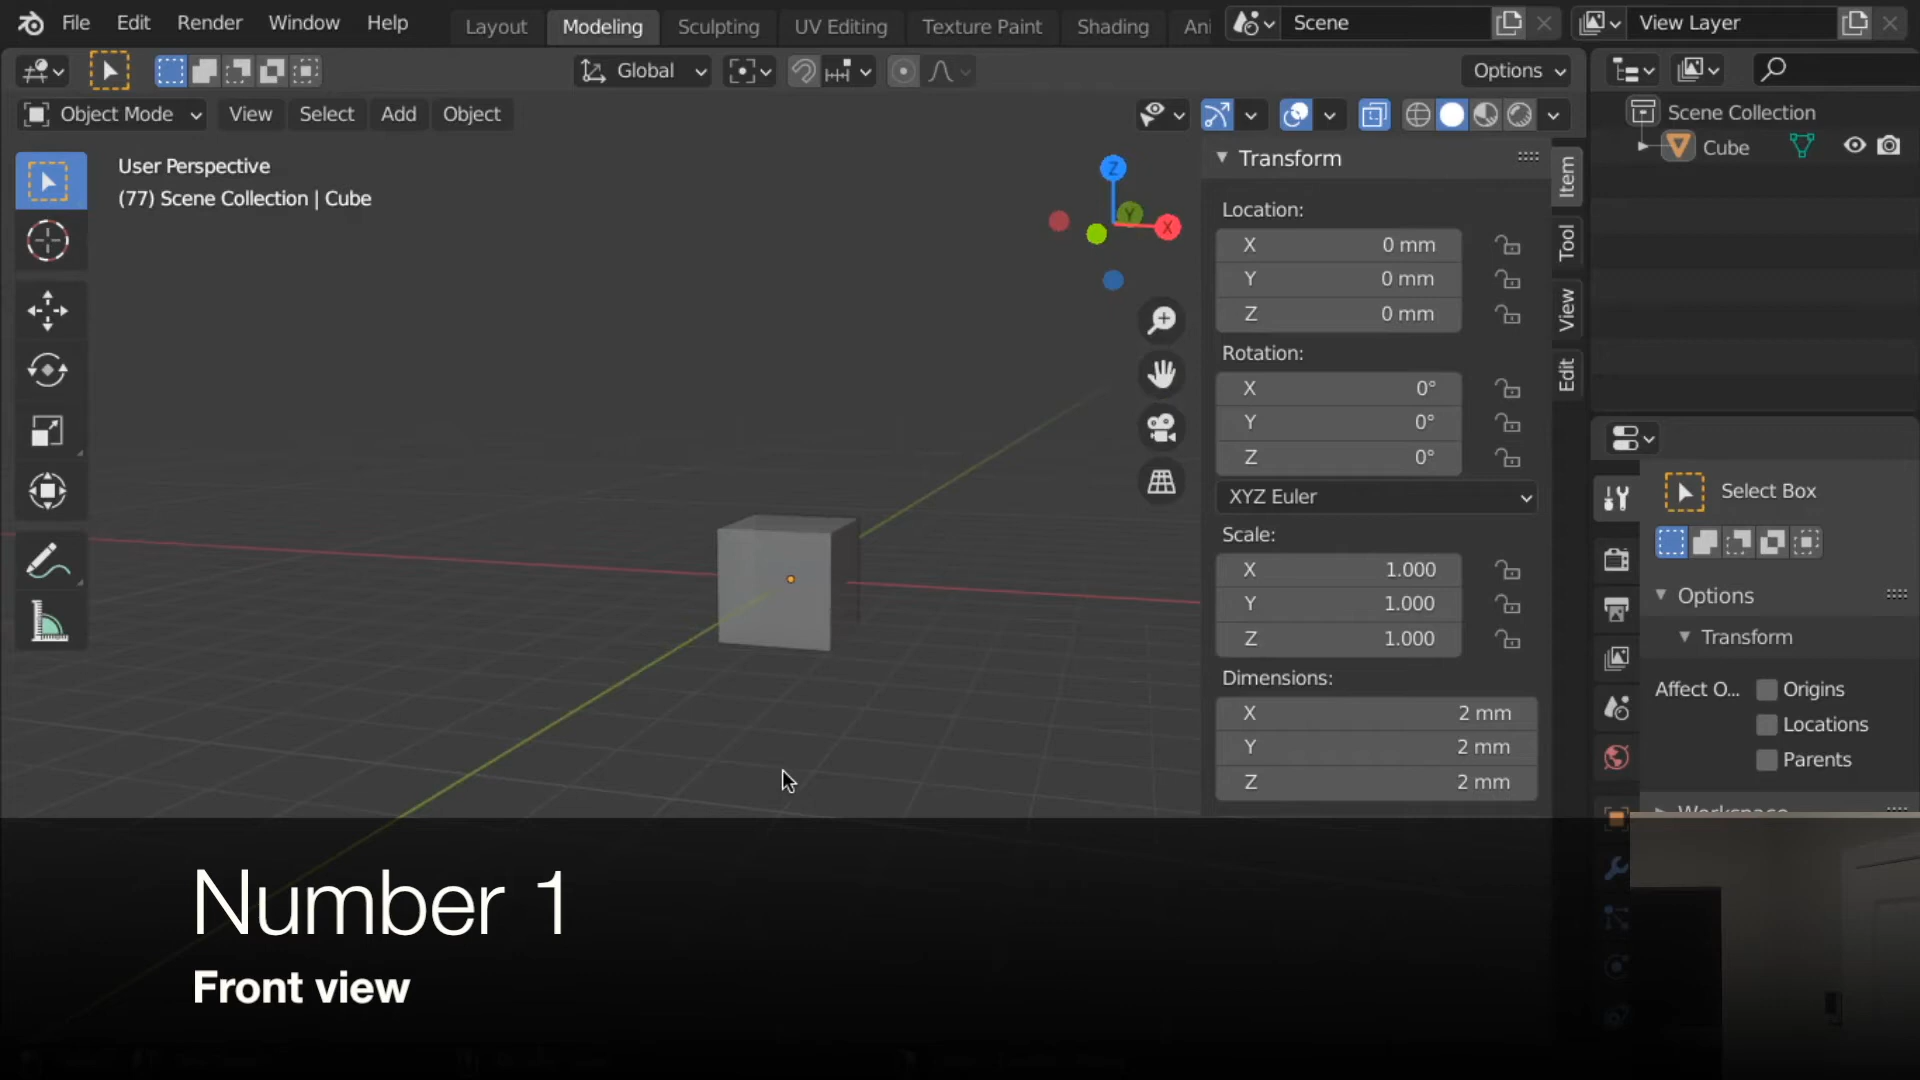 File Edit Render Window Help Layout Modeling Sculpting UV Editing Texture Paint Shading Ani Scene View Layer
Global Options
Object Mode View Select Add Object
User Perspective
(77) Scene Collection | Cube
Z
Y
X
Transform
Location:
X 0 mm
Y 0 mm
Z 0 mm
Rotation:
X 0°
Y 0°
Z 0°
XYZ Euler
Scale:
X 1.000
Y 1.000
Z 1.000
Dimensions:
X 2 mm
Y 2 mm
Z 2 mm
Item
Tool
View
Edit
Scene Collection
Cube
Select Box
Options
Transform
Affect O... Origins
Locations
Parents
Workspace
Number 1
Front view